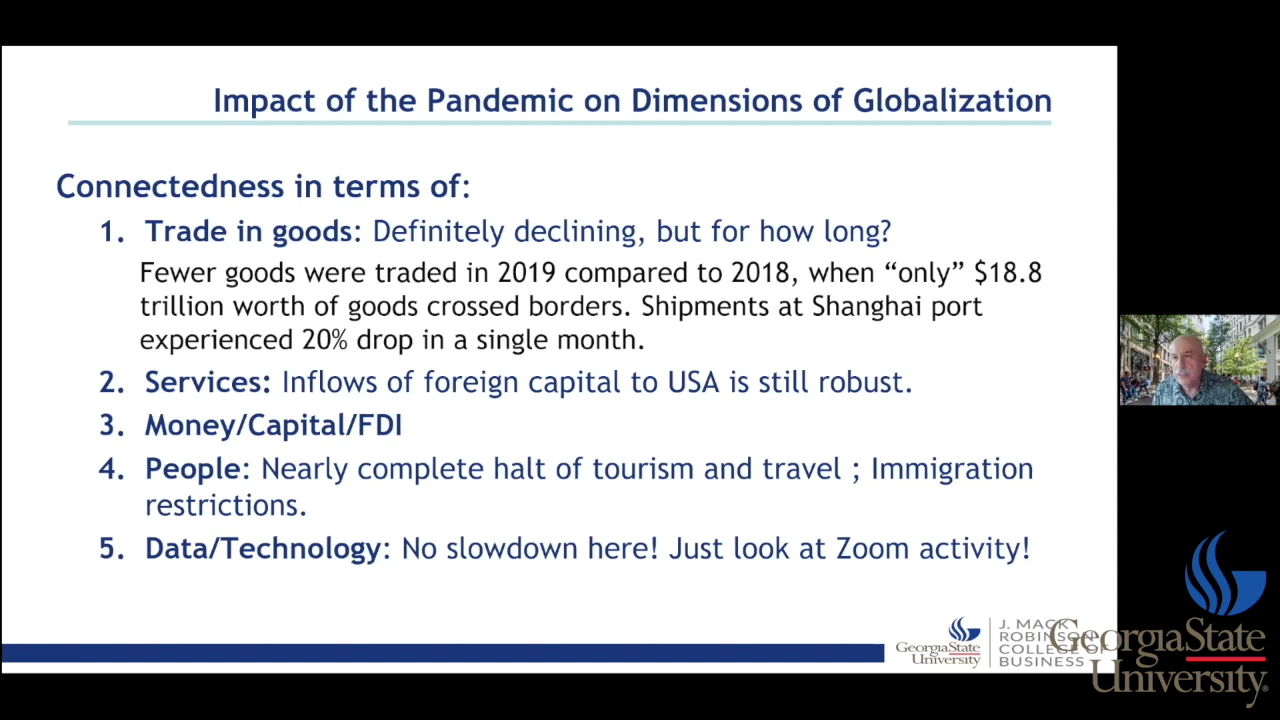 Impact of the Pandemic on Dimensions of Globalization
Connectedness in terms of:
1. Trade in goods: Definitely declining, but for how long?
Fewer goods were traded in 2019 compared to 2018, when “only” $18.8
trillion worth of goods crossed borders. Shipments at Shanghai port
experienced 20% drop in a single month.
2. Services: Inflows of foreign capital to USA is still robust.
3. Money/Capital/FDI
4. People: Nearly complete halt of tourism and travel ; Immigration
restrictions.
5. Data/Technology: No slowdown here! Just look at Zoom activity!
GeorgiaState
University
J. MACK
ROBINSON
COLLEGE OF
BUSINESS
GeorgiaState
University®